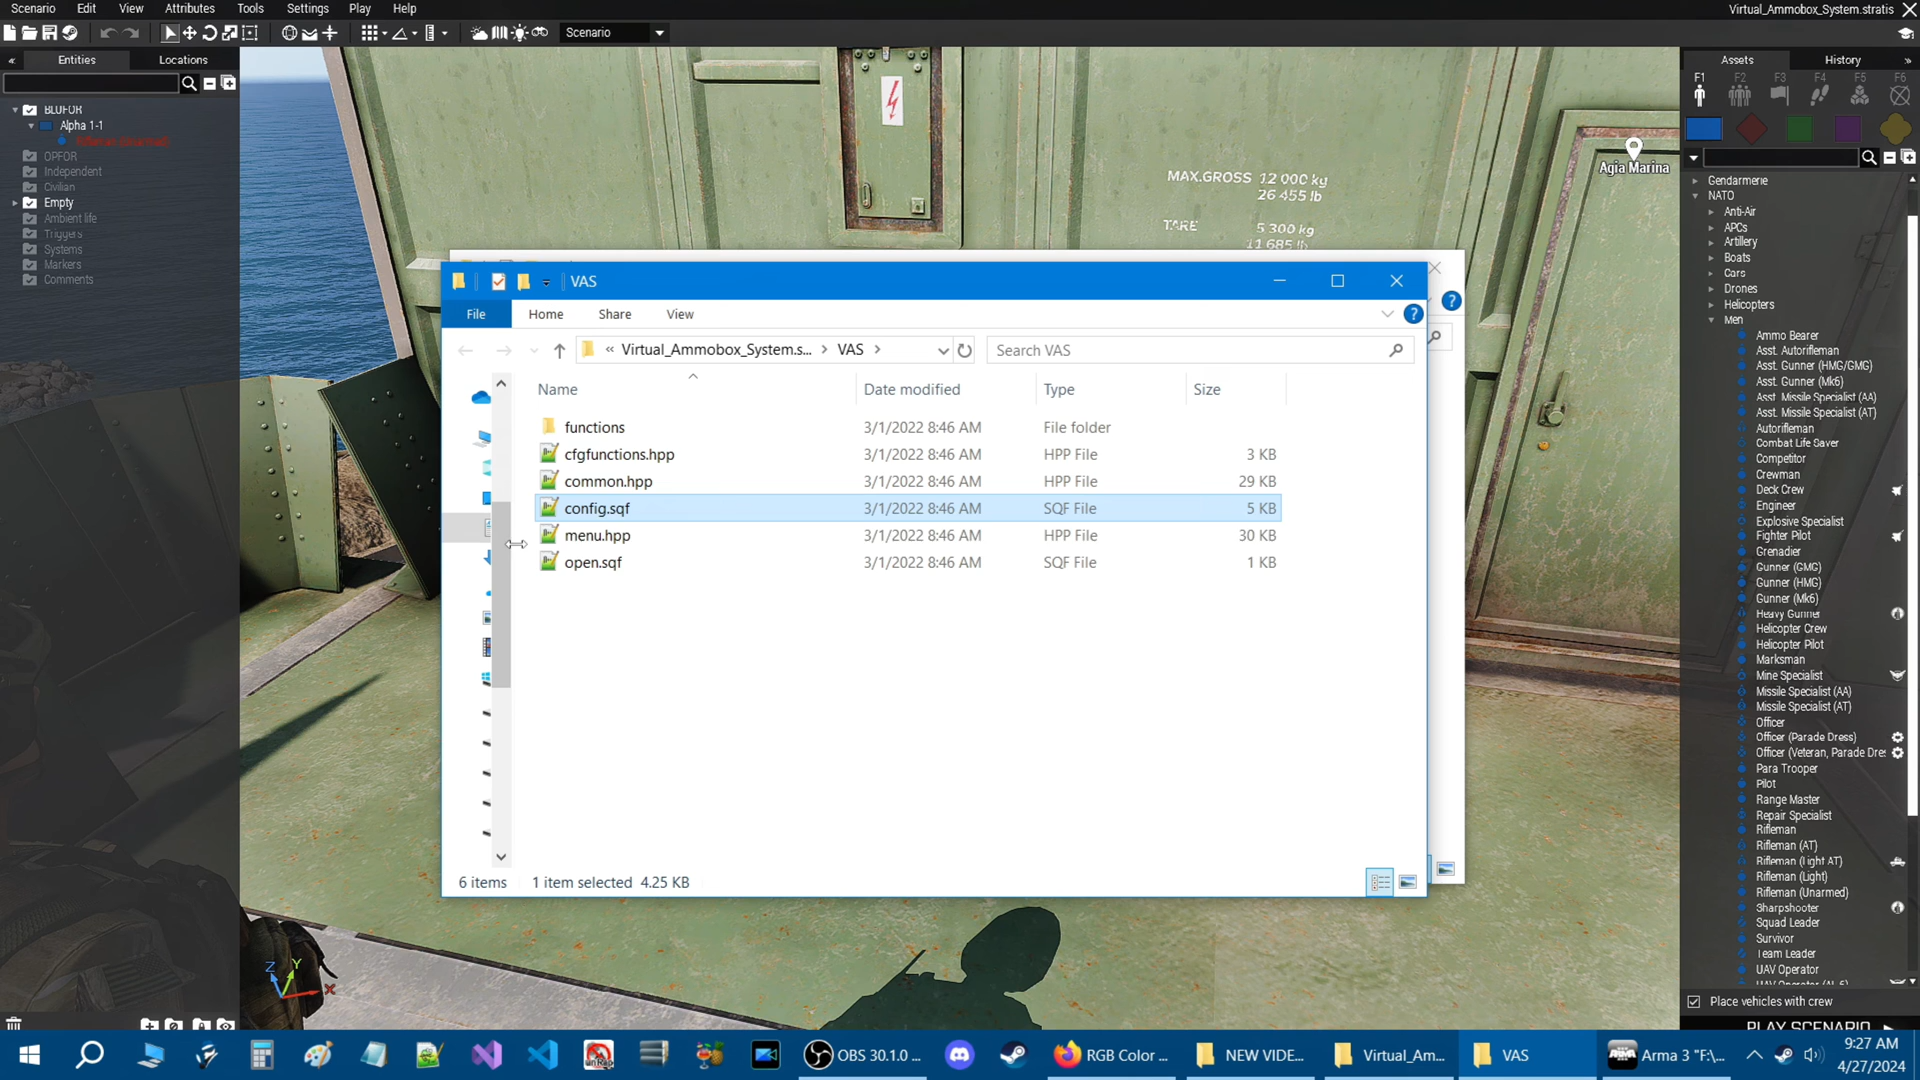 Scenario Edit View Attributes Tools Settings Play Help
Virtual_Ammobox_System.stratis
Scenario
Entities Locations
BLUFOR
Alpha 1-1
Rifleman (Unarmed)
OPFOR
Independent
Civilian
Empty
Ambient life
Triggers
Systems
Markers
Comments
MAX.GROSS 12 000 kg
26 455 lb
TARE 5 300 kg
11 685 lb
Agia Marina
VAS
File Home Share View
« Virtual_Ammobox_System.s... › VAS ›
Search VAS
Name Date modified Type Size
functions 3/1/2022 8:46 AM File folder
cfgfunctions.hpp 3/1/2022 8:46 AM HPP File 3 KB
common.hpp 3/1/2022 8:46 AM HPP File 29 KB
config.sqf 3/1/2022 8:46 AM SQF File 5 KB
menu.hpp 3/1/2022 8:46 AM HPP File 30 KB
open.sqf 3/1/2022 8:46 AM SQF File 1 KB
6 items 1 item selected 4.25 KB
Z Y X
Assets History
F1 F2 F3 F4 F5 F6
Gendarmerie
NATO
Anti-Air
APCs
Artillery
Boats
Cars
Drones
Helicopters
Men
Ammo Bearer
Asst. Autorifleman
Asst. Gunner (HMG/GMG)
Asst. Gunner (Mk6)
Asst. Missile Specialist (AA)
Asst. Missile Specialist (AT)
Autorifleman
Combat Life Saver
Competitor
Crewman
Deck Crew
Engineer
Explosive Specialist
Fighter Pilot
Grenadier
Gunner (GMG)
Gunner (HMG)
Gunner (Mk6)
Heavy Gunner
Helicopter Crew
Helicopter Pilot
Marksman
Mine Specialist
Missile Specialist (AA)
Missile Specialist (AT)
Officer
Officer (Parade Dress)
Officer (Veteran, Parade Dre
Para Trooper
Pilot
Range Master
Repair Specialist
Rifleman
Rifleman (AT)
Rifleman (Light AT)
Rifleman (Light)
Rifleman (Unarmed)
Sharpshooter
Squad Leader
Survivor
Team Leader
UAV Operator
UAV Operator (AL-6)
Place vehicles with crew
PLAY SCENARIO
OBS 30.1.0 ...
RGB Color ...
NEW VIDE...
Virtual_Am...
VAS
Arma 3 "F:\...
9:27 AM
4/27/2024